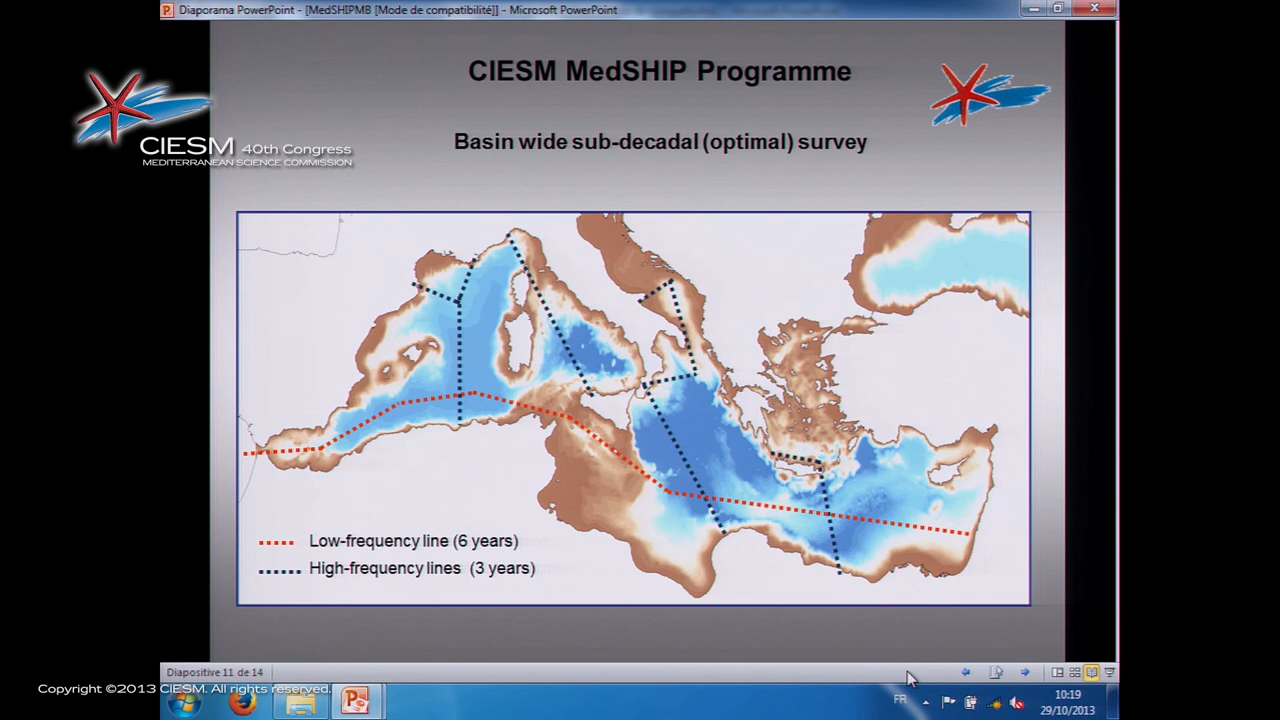 Diaporama PowerPoint - [MedSHIPMB [Mode de compatibilité]] - Microsoft PowerPoint
CIESM MedSHIP Programme
CIESM 40th Congress
MEDITERRANEAN SCIENCE COMMISSION
Basin wide sub-decadal (optimal) survey
Low-frequency line (6 years)
High-frequency lines (3 years)
Diapositive 11 de 14
Copyright ©2013 CIESM. All rights reserved.
FR
10:19
29/10/2013